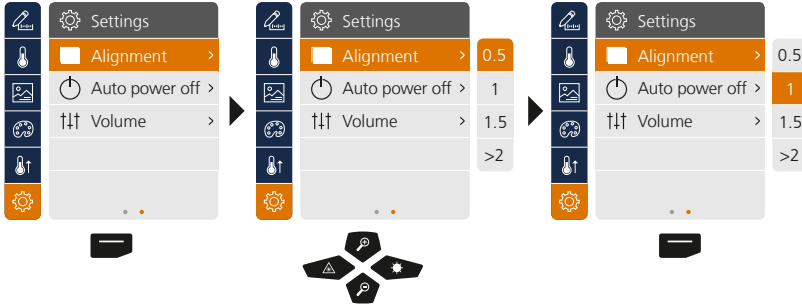 Settings
Alignment
Auto power off
Volume
Settings
Alignment
Auto power off
Volume
0.5
1
1.5
>2
Settings
Alignment
Auto power off
Volume
0.5
1
1.5
>2